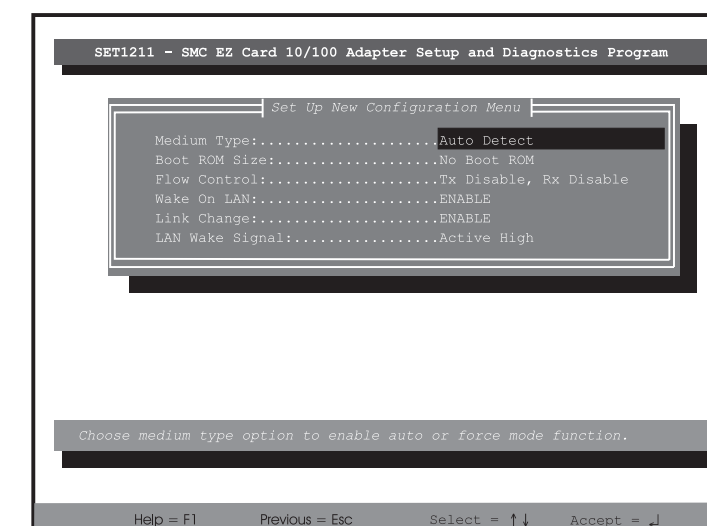 SET1211 – SMC EZ Card 10/100 Adapter Setup and Diagnostics Program
Set Up New Configuration Menu
Medium Type:.....................Auto Detect
Boot ROM Size:...................No Boot ROM
Flow Control:....................Tx Disable, Rx Disable
Wake On LAN:.....................ENABLE
Link Change:.....................ENABLE
LAN Wake Signal:.................Active High
Choose medium type option to enable auto or force mode function.
Help = F1 Previous = Esc Select = ↑↓ Accept = ↵